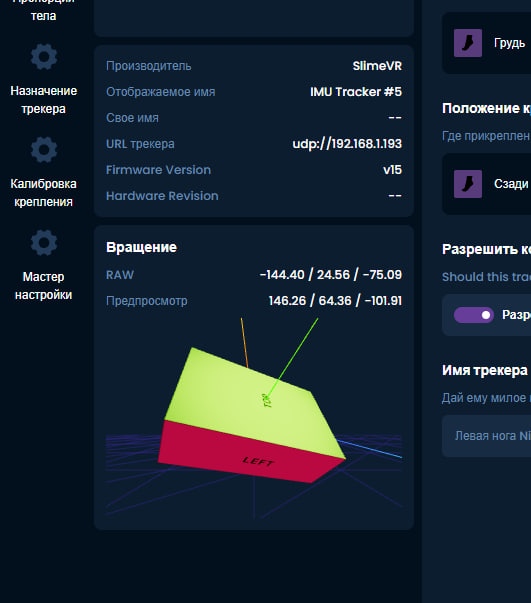 Пропорции
тела
Назначение
трекера
Калибровка
крепления
Мастер
настройки
Производитель SlimeVR
Отображаемое имя IMU Tracker #5
Свое имя --
URL трекера udp://192.168.1.193
Firmware Version v15
Hardware Revision --
Вращение
RAW -144.40 / 24.56 / -75.09
Предпросмотр 146.26 / 64.36 / -101.91
LEFT
Грудь
Положение к
Где прикреплен
Сзади
Разрешить ко
Should this trac
Разре
Имя трекера
Дай ему милое
Левая нога Ni